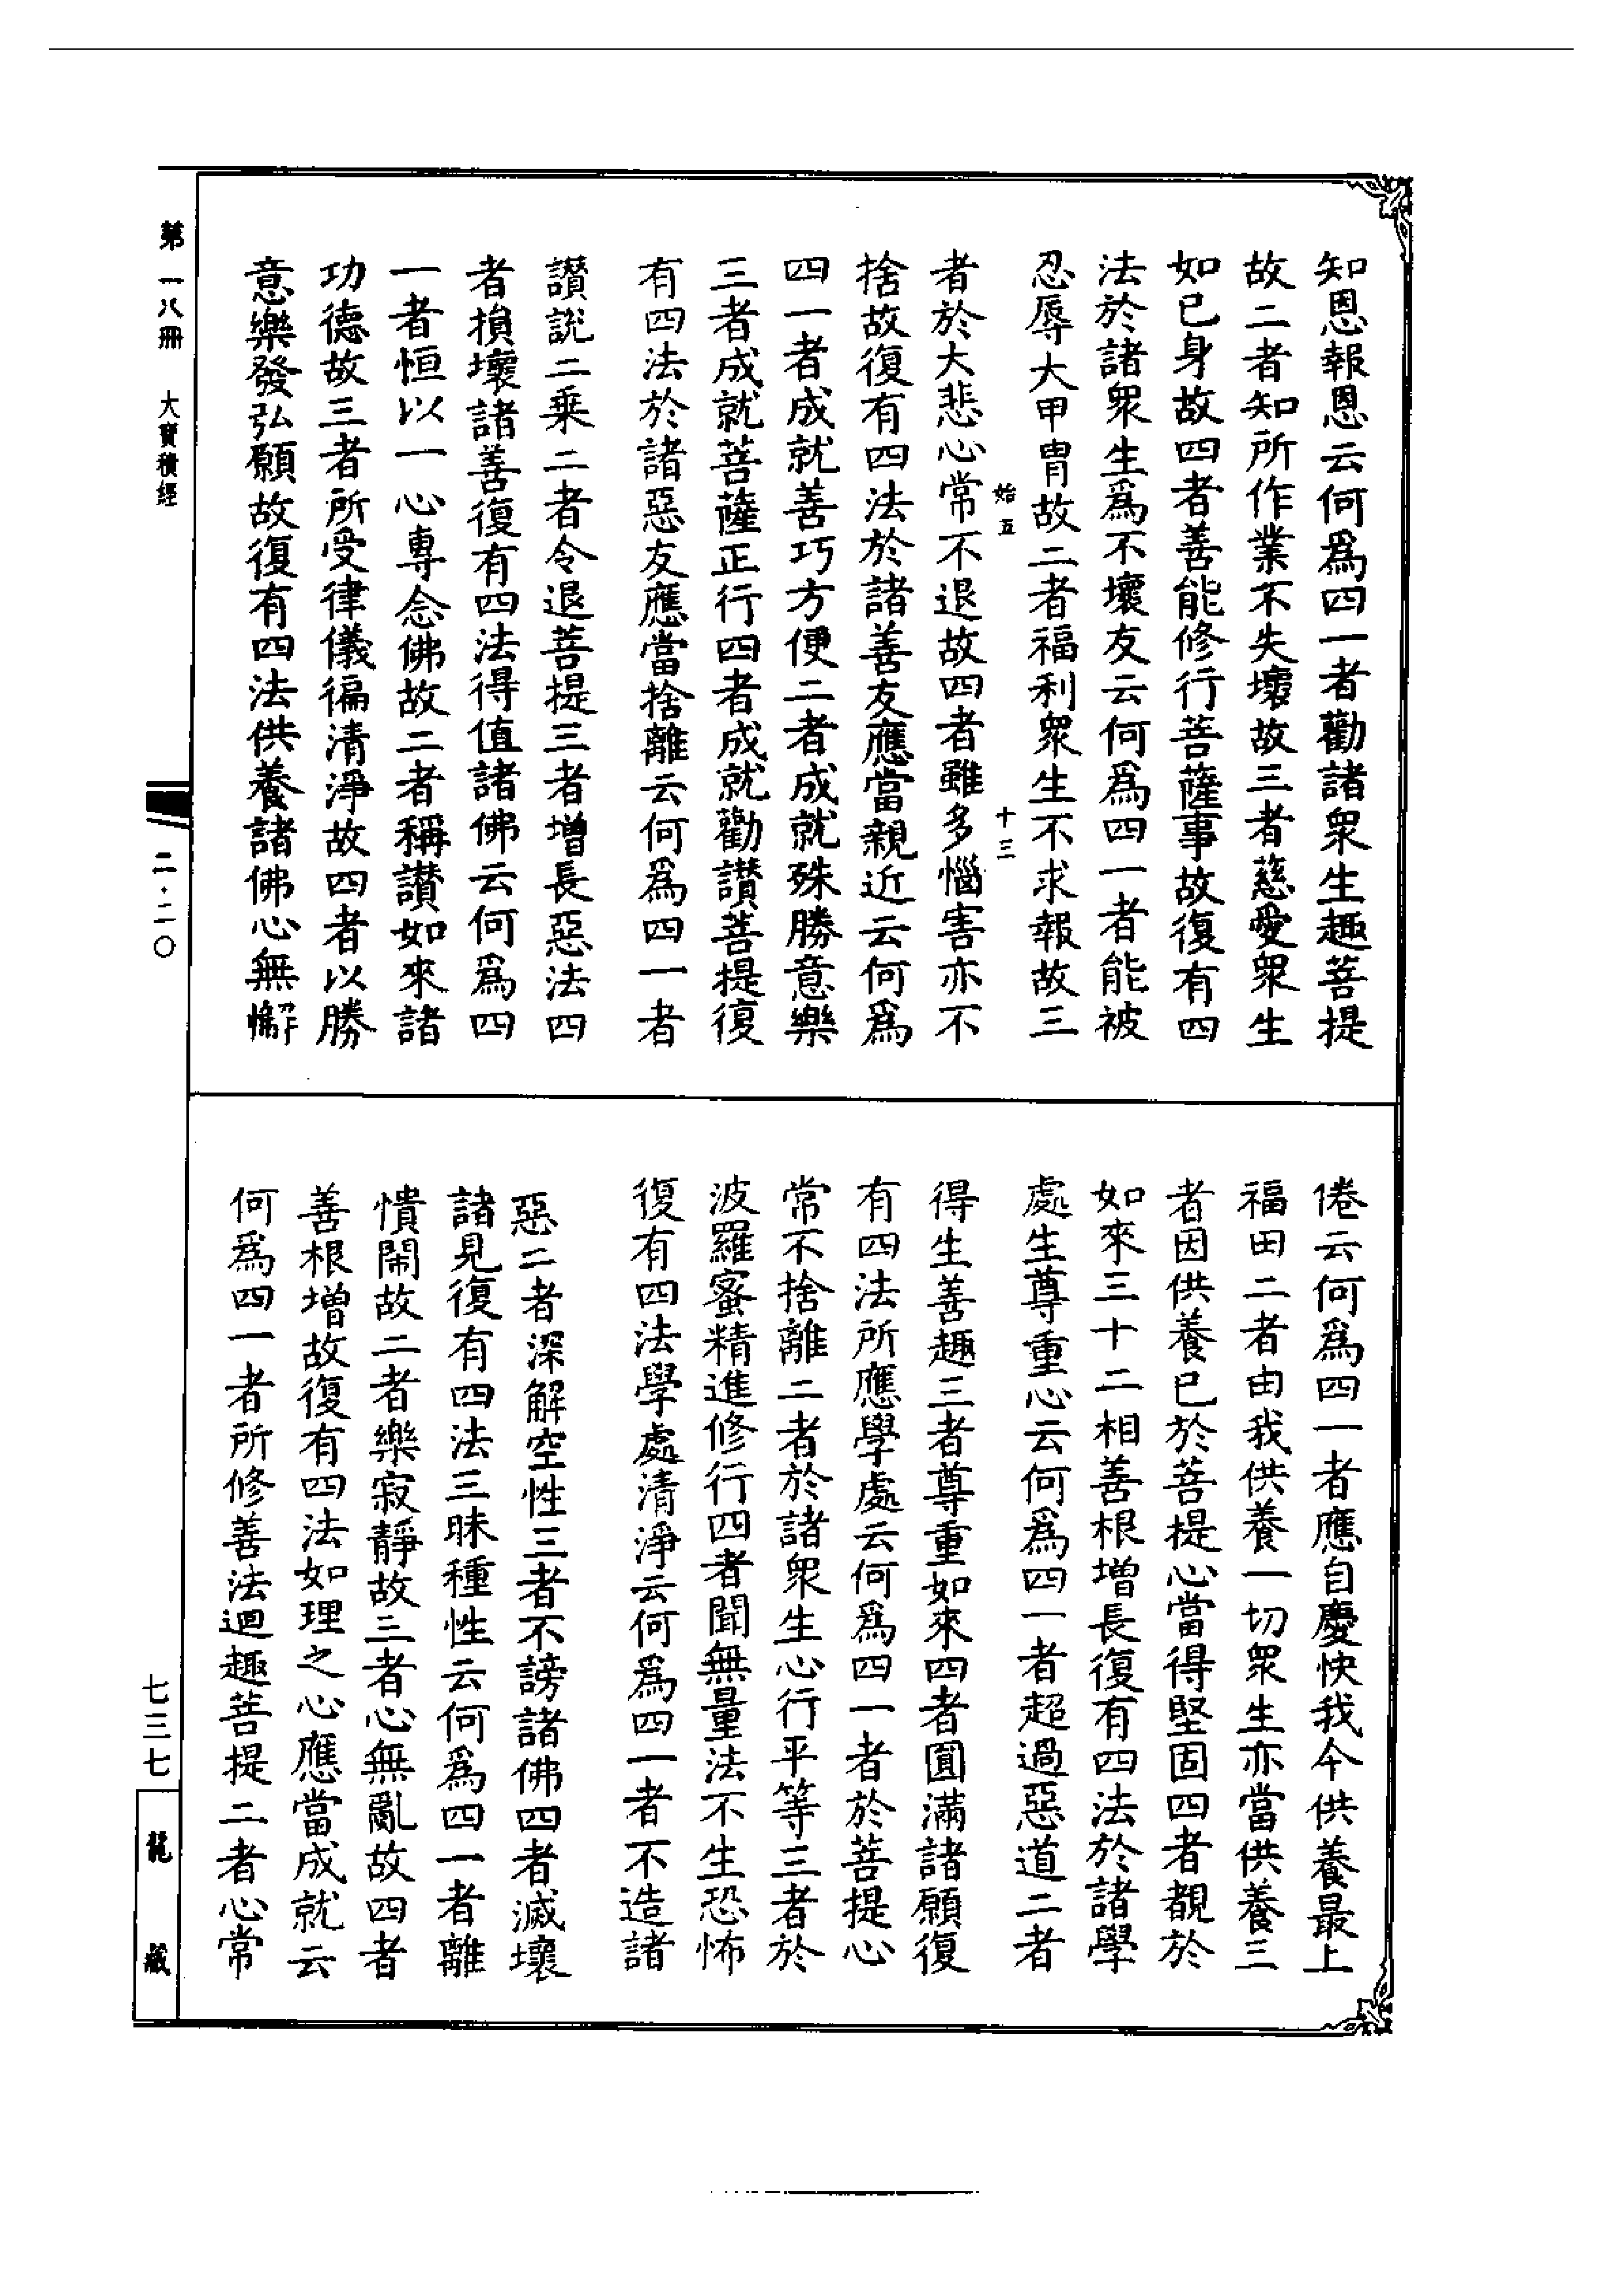 知恩報恩云何爲四一者勸諸衆生趣菩提
故二者知所作業不失壞故三者慈愛衆生
如已身故四者善能修行菩薩事故復有四
法於諸衆生爲不壞友云何爲四一者能被
忍辱大甲冑故二者福利衆生不求報故三
始五 十三
者於大悲心常不退故四者雖多惱害亦不
捨故復有四法於諸善友應當親近云何爲
四一者成就善巧方便二者成就殊勝意樂
三者成就菩薩正行四者成就勸讃菩提復
有四法於諸惡友應當捨離云何爲四一者
讃說二乗二者令退菩提三者增長惡法四
者損壞諸善復有四法得值諸佛云何爲四
一者恒以一心專念佛故二者稱讃如來諸
功德故三者所受律儀徧清淨故四者以勝
意樂發弘願故復有四法供養諸佛心無懈
倦云何爲四一者應自慶快我今供養最上
福田二者由我供養一切衆生亦當供養三
者因供養已於菩提心當得堅固四者覩於
如來三十二相善根增長復有四法於諸學
處生尊重心云何爲四一者超過惡道二者
得生善趣三者尊重如來四者圓滿諸願復
有四法所應學處云何爲四一者於菩提心
常不捨離二者於諸衆生心行平等三者於
波羅蜜精進修行四者聞無量法不生恐怖
復有四法學處清淨云何爲四一者不造諸
惡二者深解空性三者不謗諸佛四者滅壞
諸見復有四法三昧種性云何爲四一者離
憒閙故二者樂寂靜故三者心無亂故四者
善根增故復有四法如理之心應當成就云
何爲四一者所修善法迴趣菩提二者心常
第一八冊 大寶積經
二·二〇
七三七
龍藏